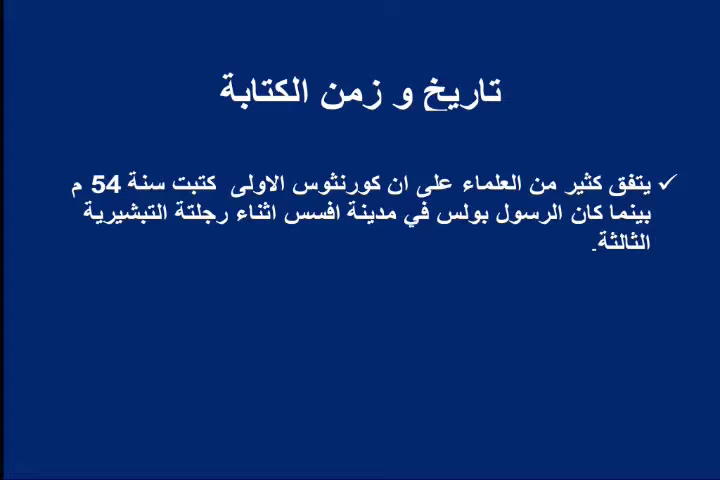 تاريخ و زمن الكتابة
✓ يتفق كثير من العلماء على ان كورنثوس الاولى كتبت سنة 54 م
بينما كان الرسول بولس في مدينة افسس اثناء رجلتة التبشيرية
الثالثة.